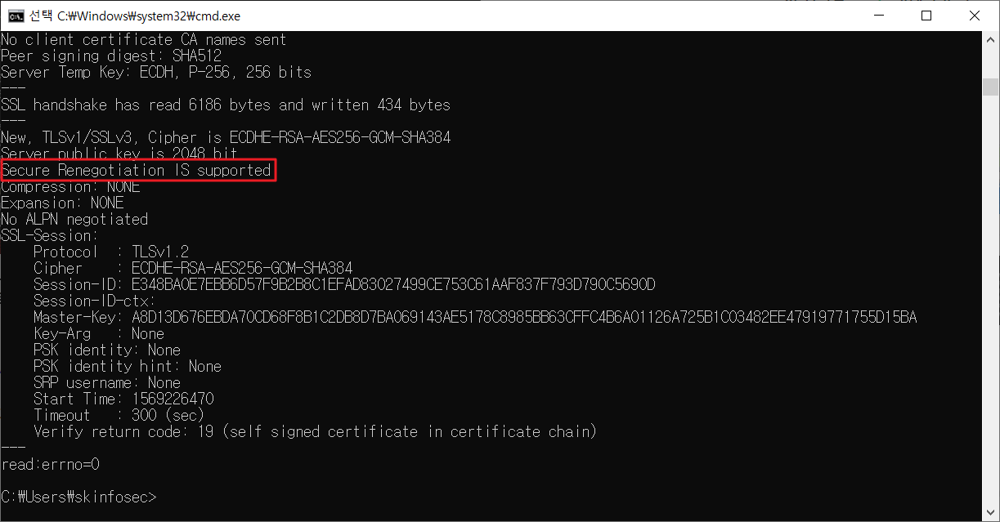 선택 C:₩Windows₩system32₩cmd.exe
No client certificate CA names sent
Peer signing digest: SHA512
Server Temp Key: ECDH, P-256, 256 bits
---
SSL handshake has read 6186 bytes and written 434 bytes
---
New, TLSv1/SSLv3, Cipher is ECDHE-RSA-AES256-GCM-SHA384
Server public key is 2048 bit
Secure Renegotiation IS supported
Compression: NONE
Expansion: NONE
No ALPN negotiated
SSL-Session:
    Protocol  : TLSv1.2
    Cipher    : ECDHE-RSA-AES256-GCM-SHA384
    Session-ID: E348BA0E7EBB6D57F9B2B8C1EFAD83027499CE753C61AAF837F793D790C5690D
    Session-ID-ctx:
    Master-Key: A8D13D676EBDA70CD68F8B1C2DB8D7BA069143AE5178C8985BB63CFFC4B6A01126A725B1C03482EE47919771755D15BA
    Key-Arg   : None
    PSK identity: None
    PSK identity hint: None
    SRP username: None
    Start Time: 1569226470
    Timeout   : 300 (sec)
    Verify return code: 19 (self signed certificate in certificate chain)
---
read:errno=0
C:₩Users₩skinfosec>